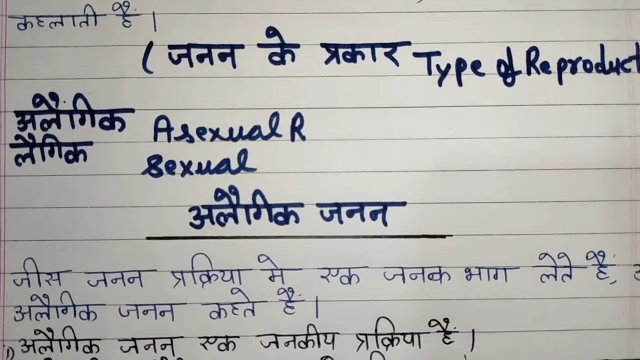 कहलाती हैं ।
( जनन के प्रकार Type of Reproduct
अलैंगिक Asexual R
लैंगिक Sexual
अलैंगिक जनन
जीस जनन प्रक्रिया मे एक जनक भाग लेते हैं,
अलैंगिक जनन कहते हैं ।
1) अलैंगिक जनन एक जनकीय प्रक्रिया हैं ।